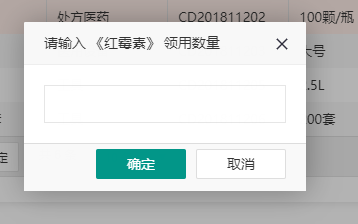 处方医药 CD201811202 100颗/瓶
请输入 《红霉素》 领用数量
大号
.5L
00套
定
确定 取消